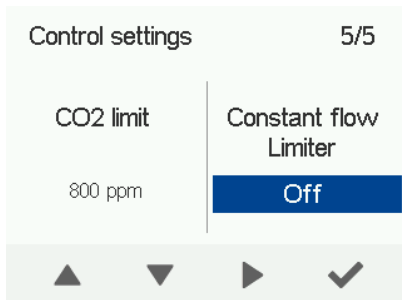 Control settings 5/5
CO2 limit
800 ppm
Constant flow
Limiter
Off